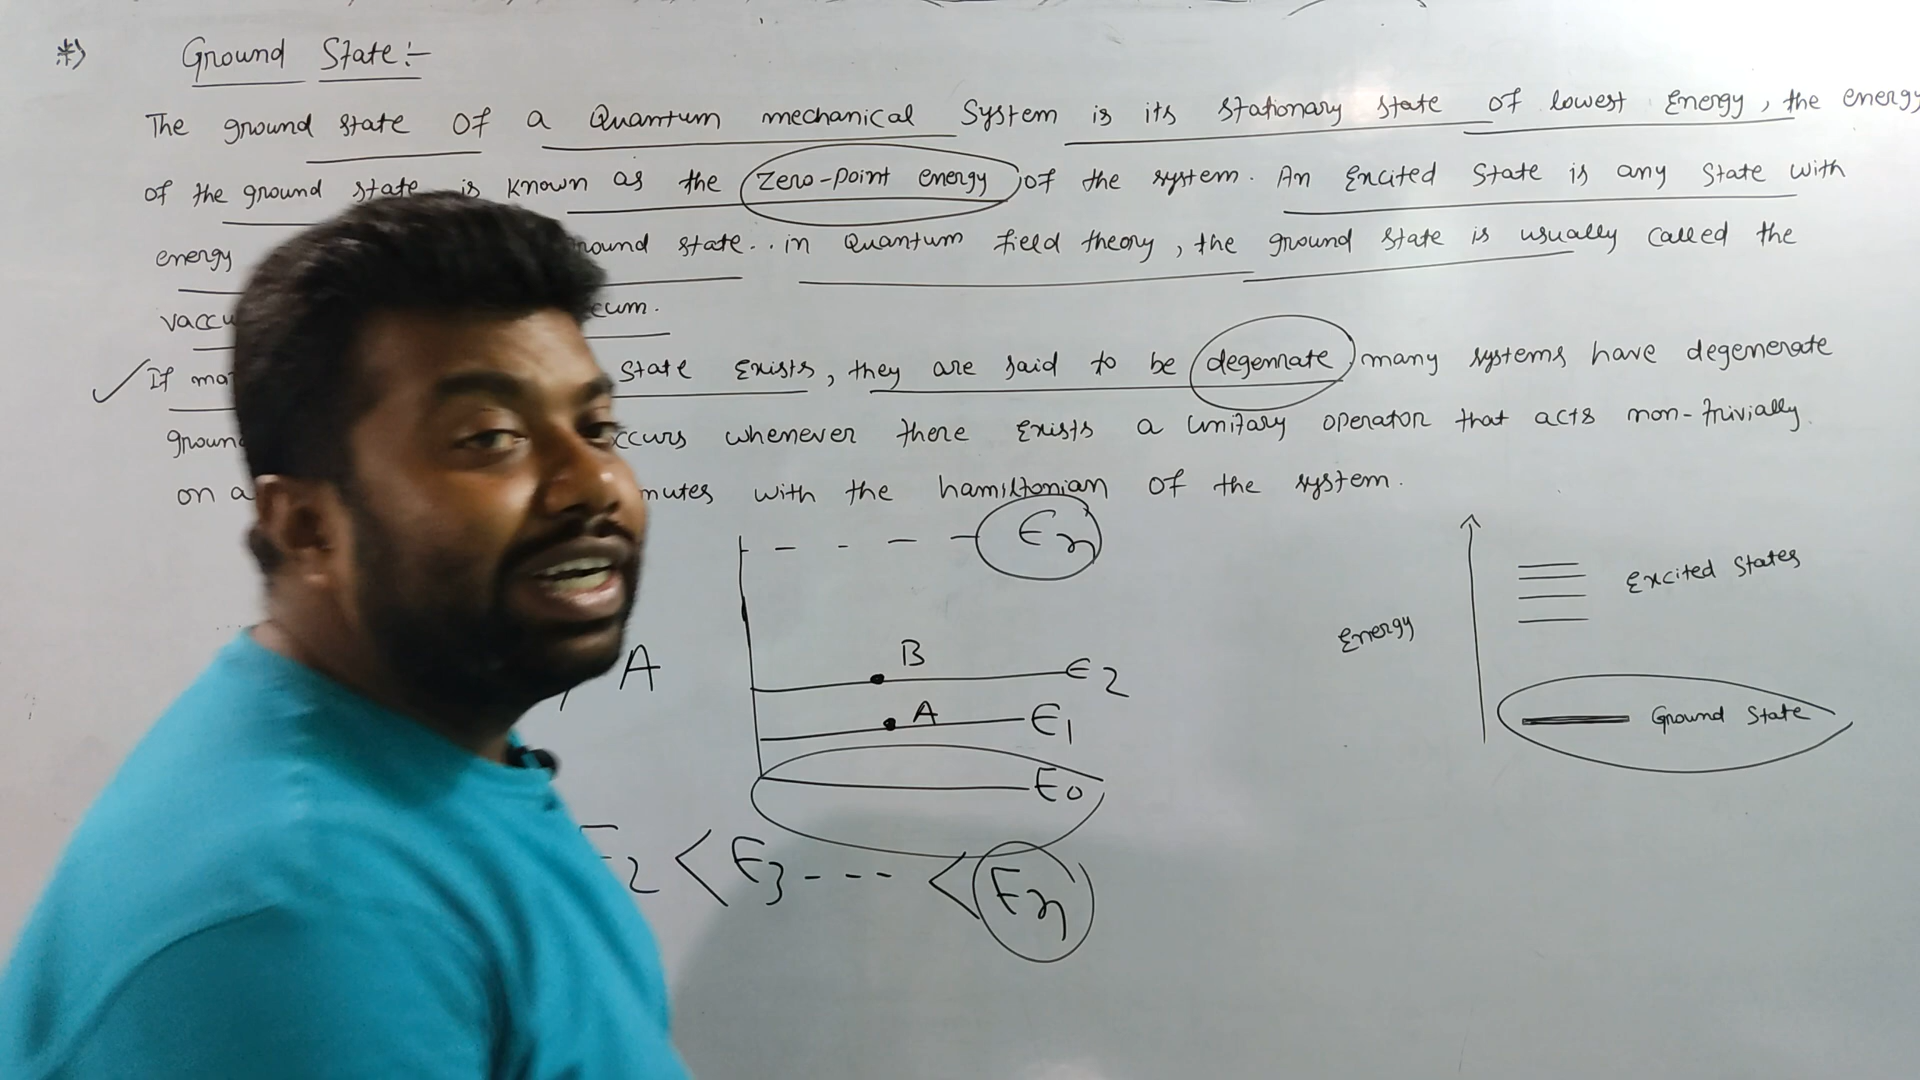 *) Ground State:-
The ground state of a Quantum mechanical System is its stationary state of lowest Energy, the energy
of the ground state is known as the Zero-point energy of the system. An Excited State is any State with
energy round state.. in Quantum field theory, the ground state is usually called the
vaccu cum.
If mo State Exists, they are said to be degenrate many systems have degenerate
ground ccurs whenever there Exists a unitary operator that acts non-trivially.
on a mutes with the hamiltonian of the system.
En
Excited States
Energy
B
E2
A
A
E1
Ground State
E0
E2 < E3 --- < En